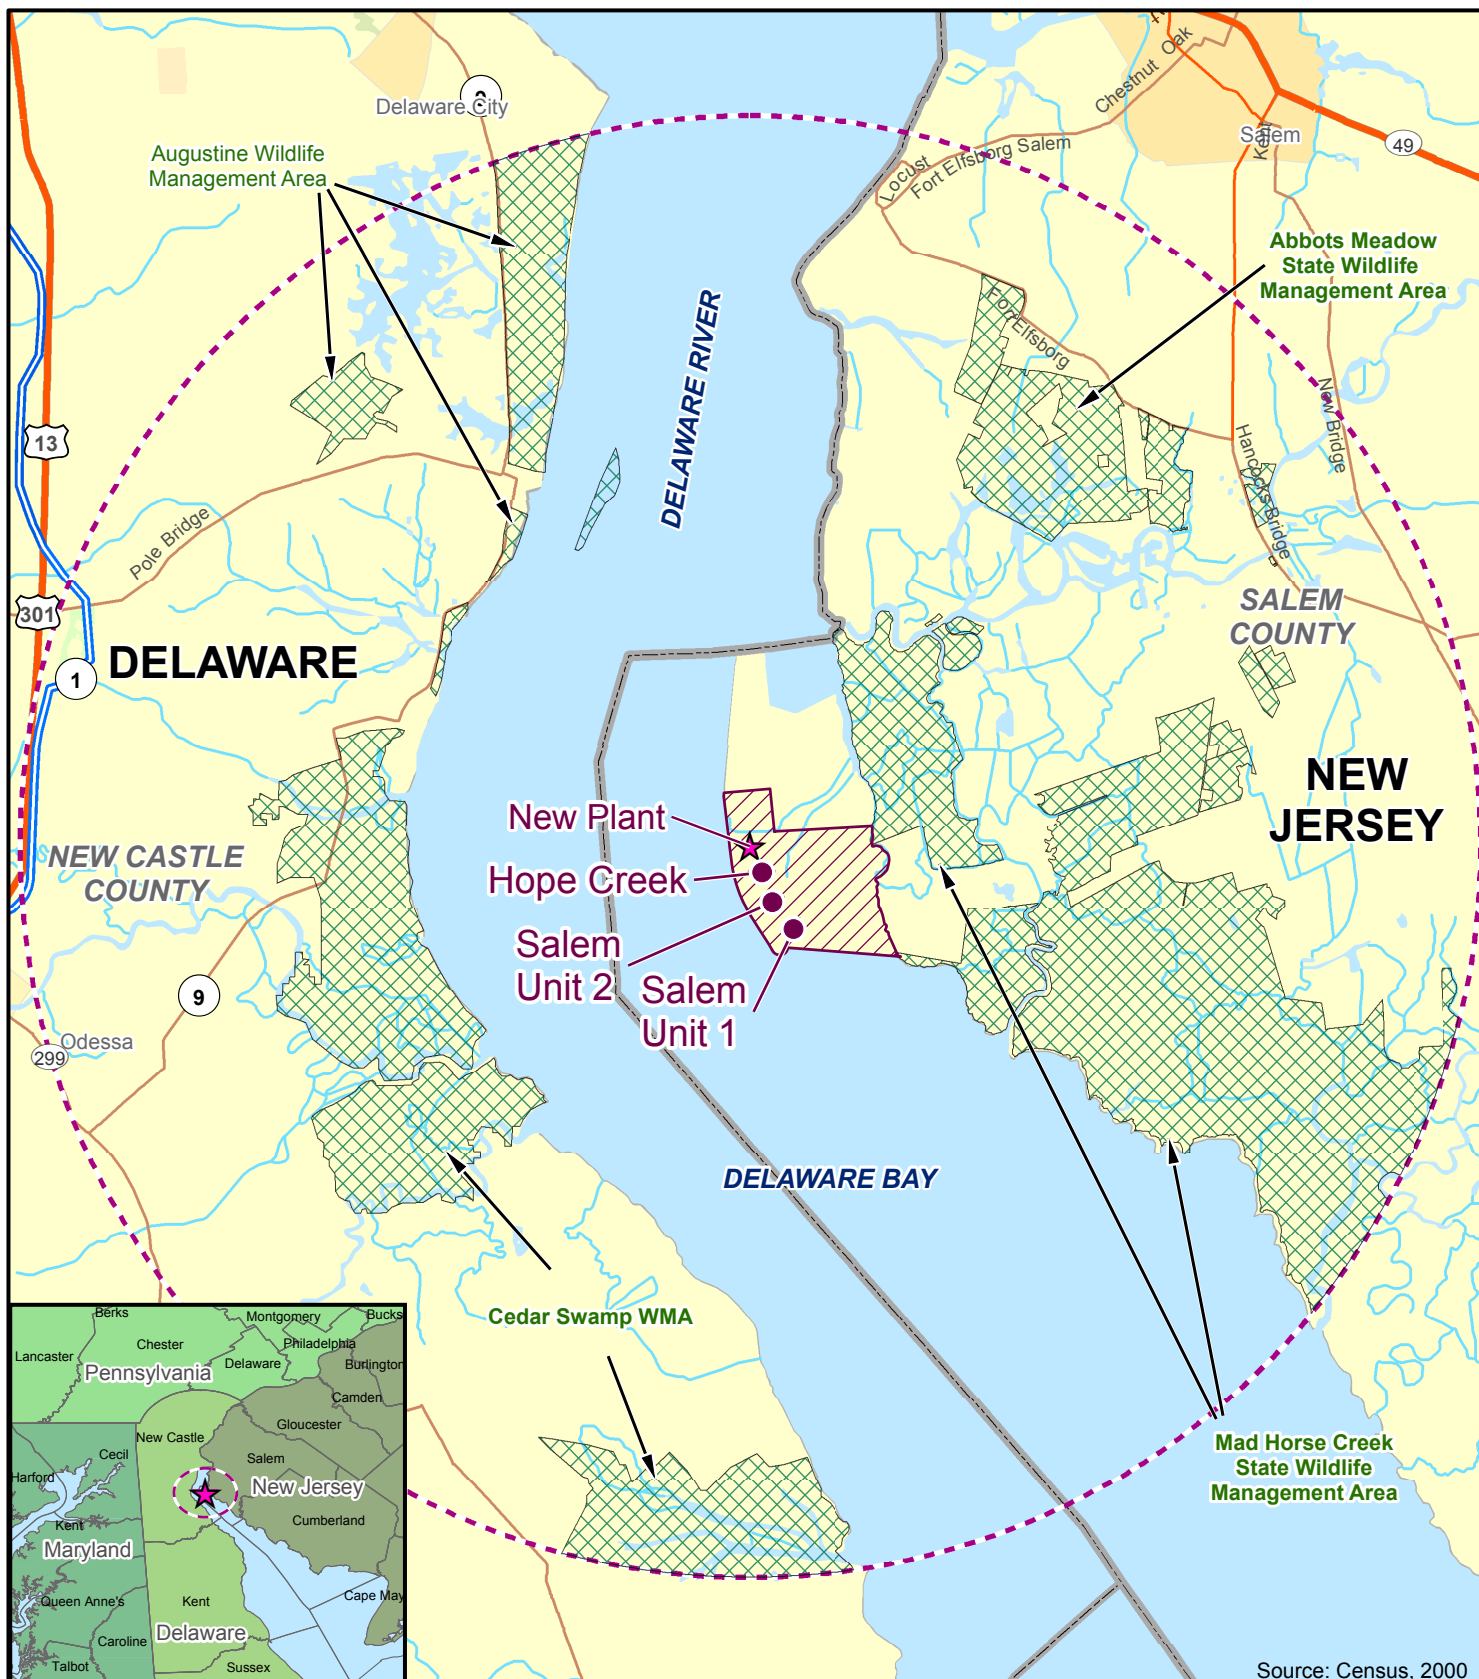 Delaware City
9
Augustine Wildlife
Management Area
Chestnut
Oak
Salem
Kent
49
Locust
Fort Elfsborg Salem
Abbots Meadow
State Wildlife
Management Area
Fort Elfsborg
DELAWARE RIVER
New Bridge
Hancocks Bridge
13
Pole Bridge
301
SALEM
COUNTY
DELAWARE
1
NEW
JERSEY
New Plant
Hope Creek
NEW CASTLE
COUNTY
Salem
Unit 2
Salem
Unit 1
9
Odessa
299
DELAWARE BAY
Cedar Swamp WMA
Mad Horse Creek
State Wildlife
Management Area
Berks
Montgomery
Bucks
Lancaster
Chester
Philadelphia
Delaware
Burlington
Pennsylvania
Camden
Gloucester
New Castle
Cecil
Salem
Harford
New Jersey
Kent
Cumberland
Maryland
Queen Anne's
Kent
Cape May
Caroline
Delaware
Talbot
Sussex
Source: Census, 2000